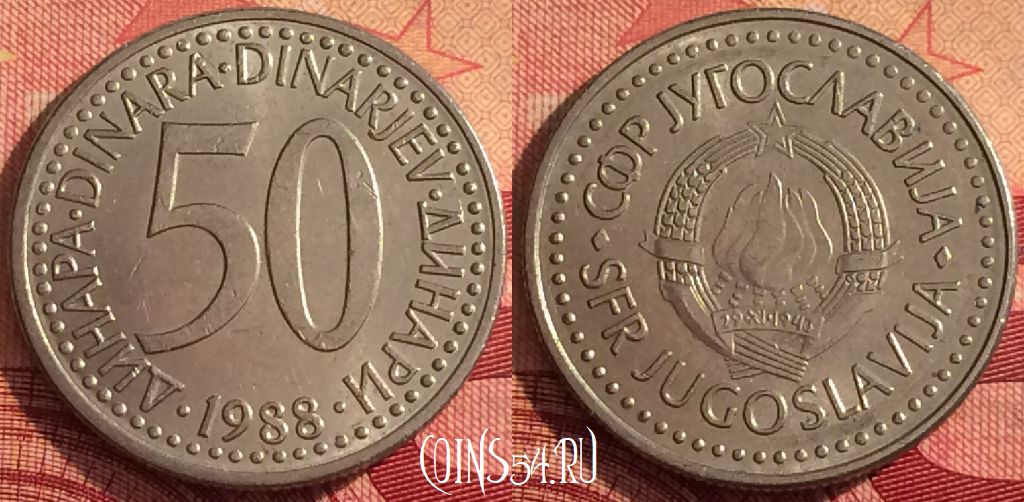 ДИНАРА·DINARA·DINARJEV·ДИНАРИ
50
·1988·
СФР ЈУГОСЛАВИЈА
SFR JUGOSLAVIJA
29·XI·1943
COINS54.RU